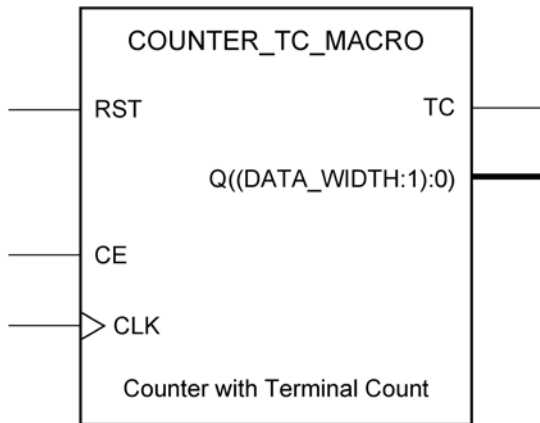 COUNTER_TC_MACRO
RST
TC
Q((DATA_WIDTH:1):0)
CE
CLK
Counter with Terminal Count